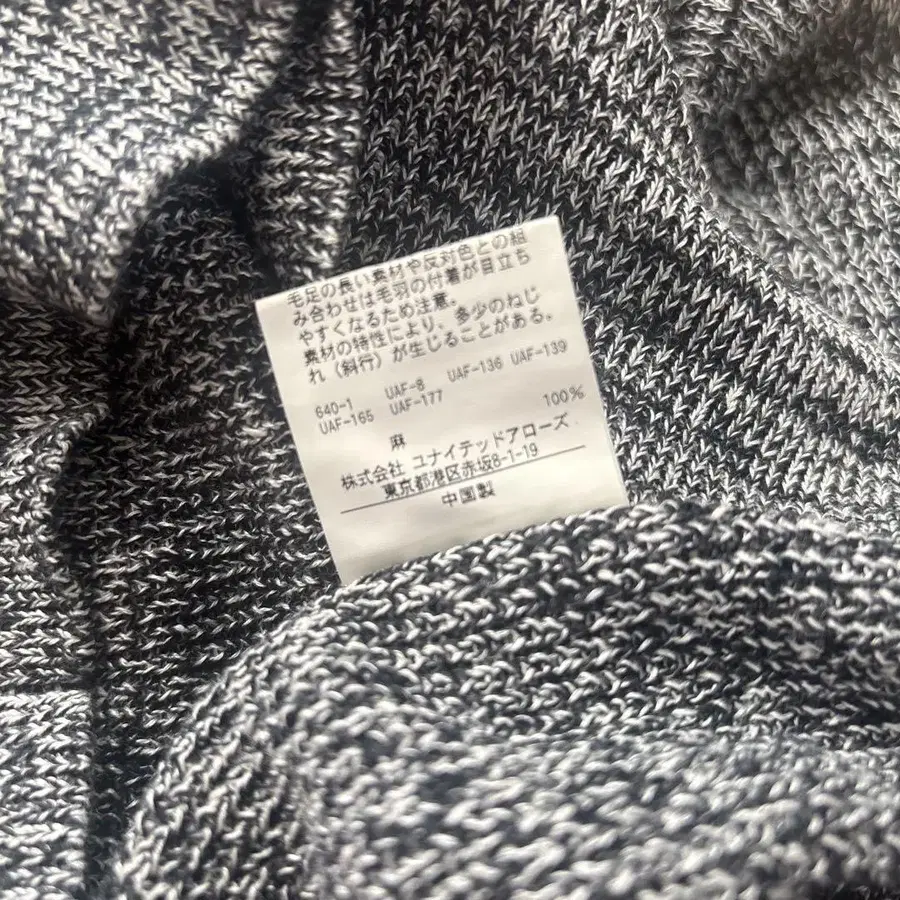 毛足の長い素材や反対色との組
み合わせは毛羽の付着が目立ち
やすくなるため注意。
素材の特性により、多少のねじ
れ（斜行）が生じることがある。
640-1 UAF-8 UAF-136 UAF-139
UAF-165 UAF-177
麻 100%
株式会社 ユナイテッドアローズ
東京都港区赤坂8-1-19
中国製